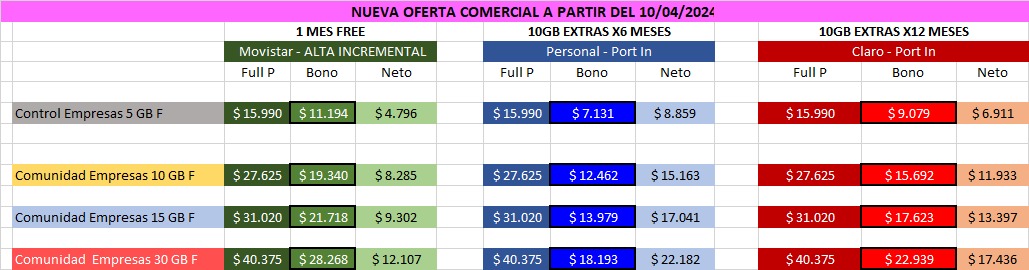 NUEVA OFERTA COMERCIAL A PARTIR DEL 10/04/2024
1 MES FREE 10GB EXTRAS X6 MESES 10GB EXTRAS X12 MESES
Movistar - ALTA INCREMENTAL Personal - Port In Claro - Port In
Full P Bono Neto Full P Bono Neto Full P Bono Neto
Control Empresas 5 GB F $ 15.990 $ 11.194 $ 4.796 $ 15.990 $ 7.131 $ 8.859 $ 15.990 $ 9.079 $ 6.911
Comunidad Empresas 10 GB F $ 27.625 $ 19.340 $ 8.285 $ 27.625 $ 12.462 $ 15.163 $ 27.625 $ 15.692 $ 11.933
Comunidad Empresas 15 GB F $ 31.020 $ 21.718 $ 9.302 $ 31.020 $ 13.979 $ 17.041 $ 31.020 $ 17.623 $ 13.397
Comunidad Empresas 30 GB F $ 40.375 $ 28.268 $ 12.107 $ 40.375 $ 18.193 $ 22.182 $ 40.375 $ 22.939 $ 17.436